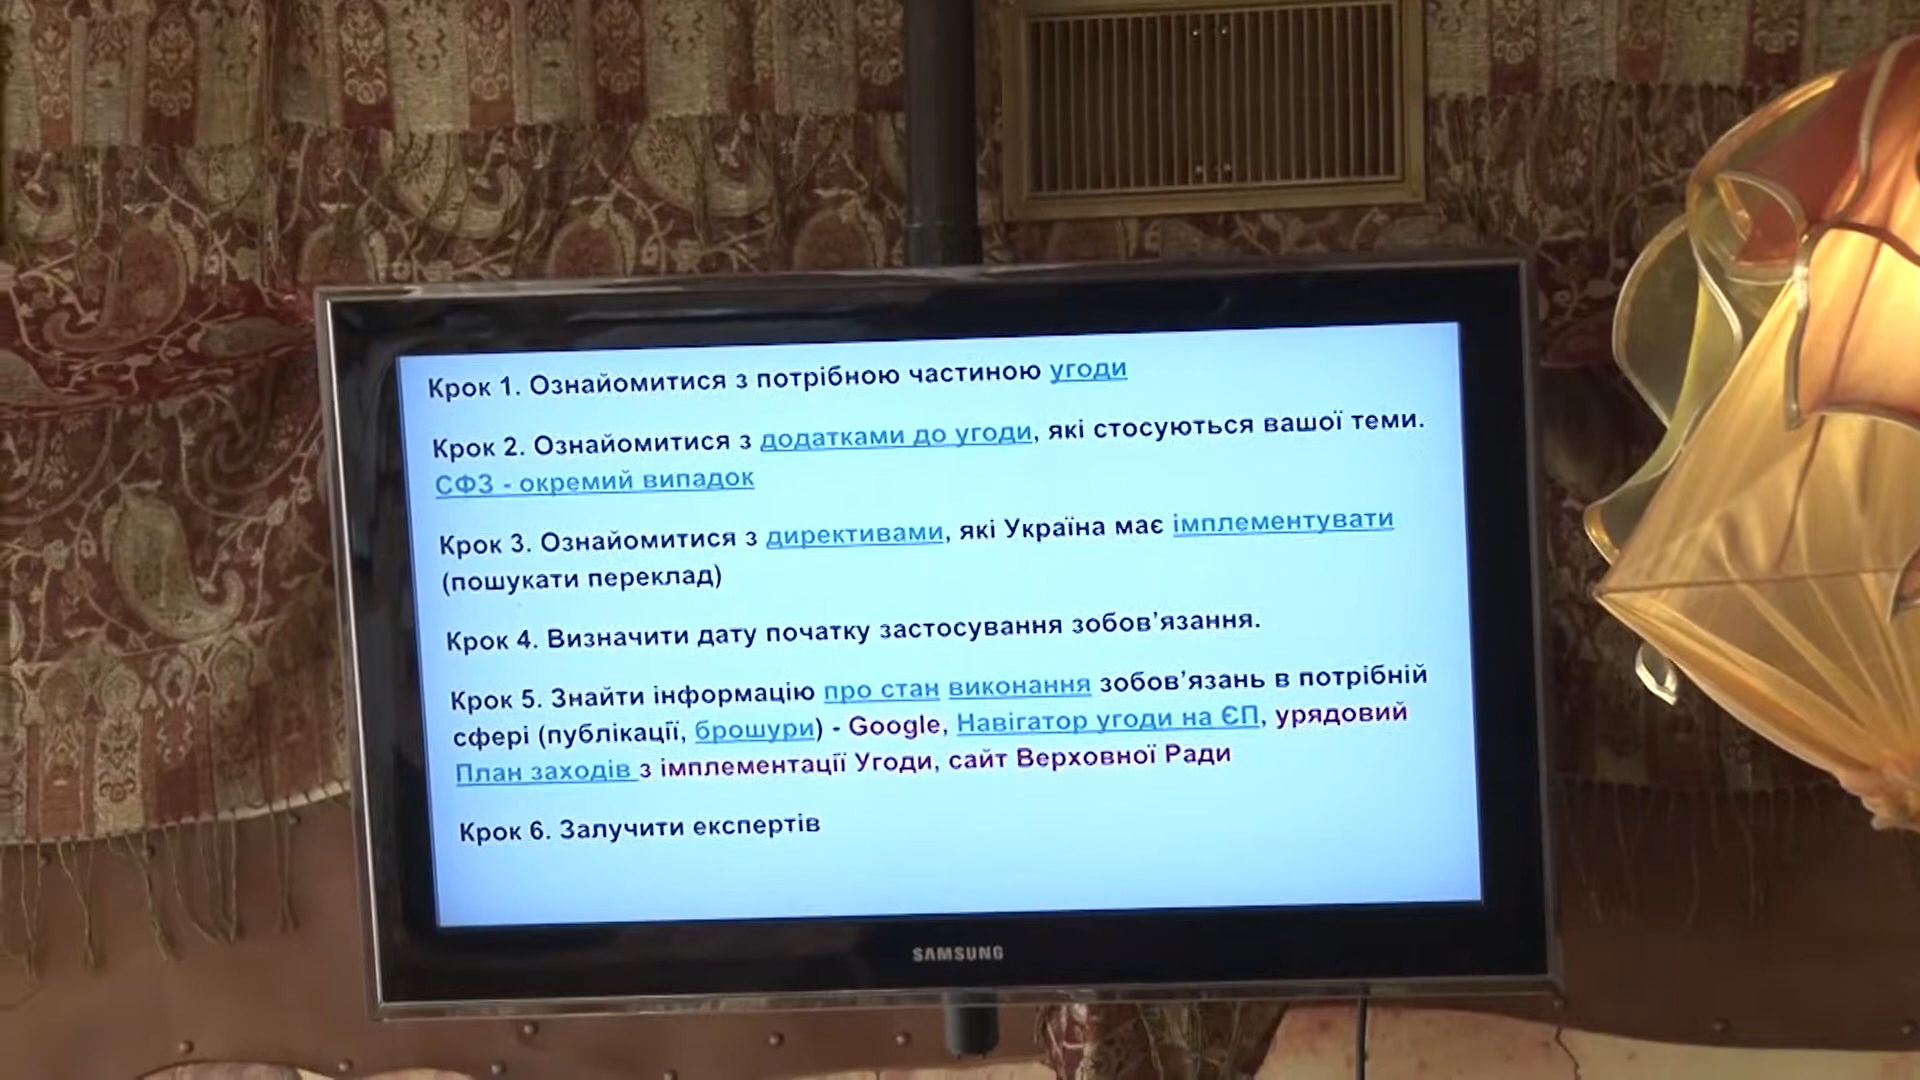 Крок 1. Ознайомитися з потрібною частиною угоди
Крок 2. Ознайомитися з додатками до угоди, які стосуються вашої теми.
СФЗ - окремий випадок
Крок 3. Ознайомитися з директивами, які Україна має імплементувати
(пошукати переклад)
Крок 4. Визначити дату початку застосування зобов’язання.
Крок 5. Знайти інформацію про стан виконання зобов’язань в потрібній
сфері (публікації, брошури) - Google, Навігатор угоди на ЄП, урядовий
План заходів з імплементації Угоди, сайт Верховної Ради
Крок 6. Залучити експертів
SAMSUNG